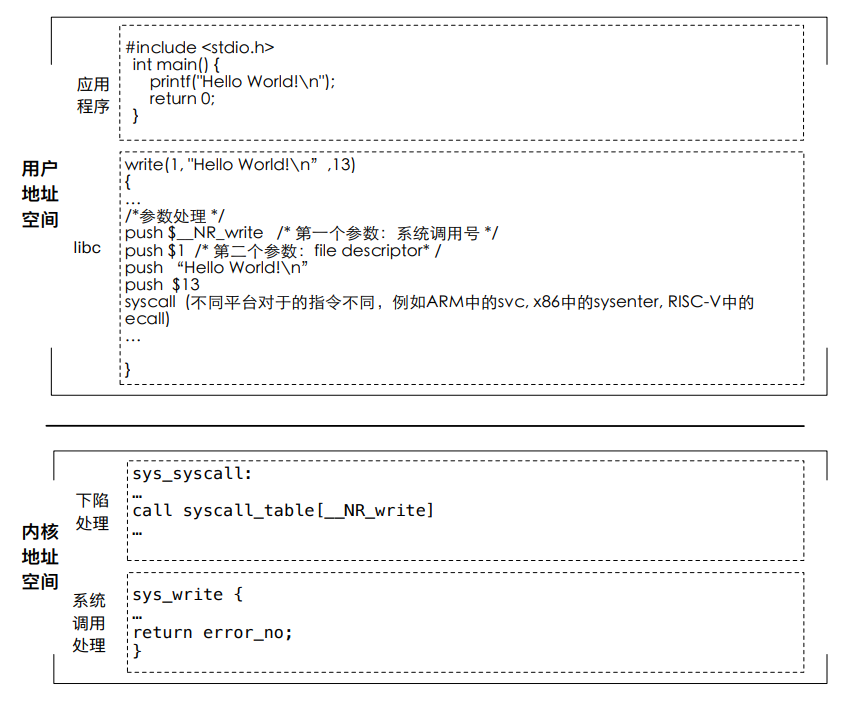 #include <stdio.h>
int main() {
printf("Hello World!\n");
return 0;
}
应用
程序
用户
地址
空间
write(1, "Hello World!\n” ,13)
{
…
/*参数处理 */
push $__NR_write /* 第一个参数：系统调用号 */
push $1 /* 第二个参数：file descriptor* /
push “Hello World!\n”
push $13
syscall (不同平台对于的指令不同，例如ARM中的svc, x86中的sysenter, RISC-V中的
ecall)
…
}
libc
内核
地址
空间
下陷
处理
sys_syscall:
…
call syscall_table[__NR_write]
…
系统
调用
处理
sys_write {
…
return error_no;
}